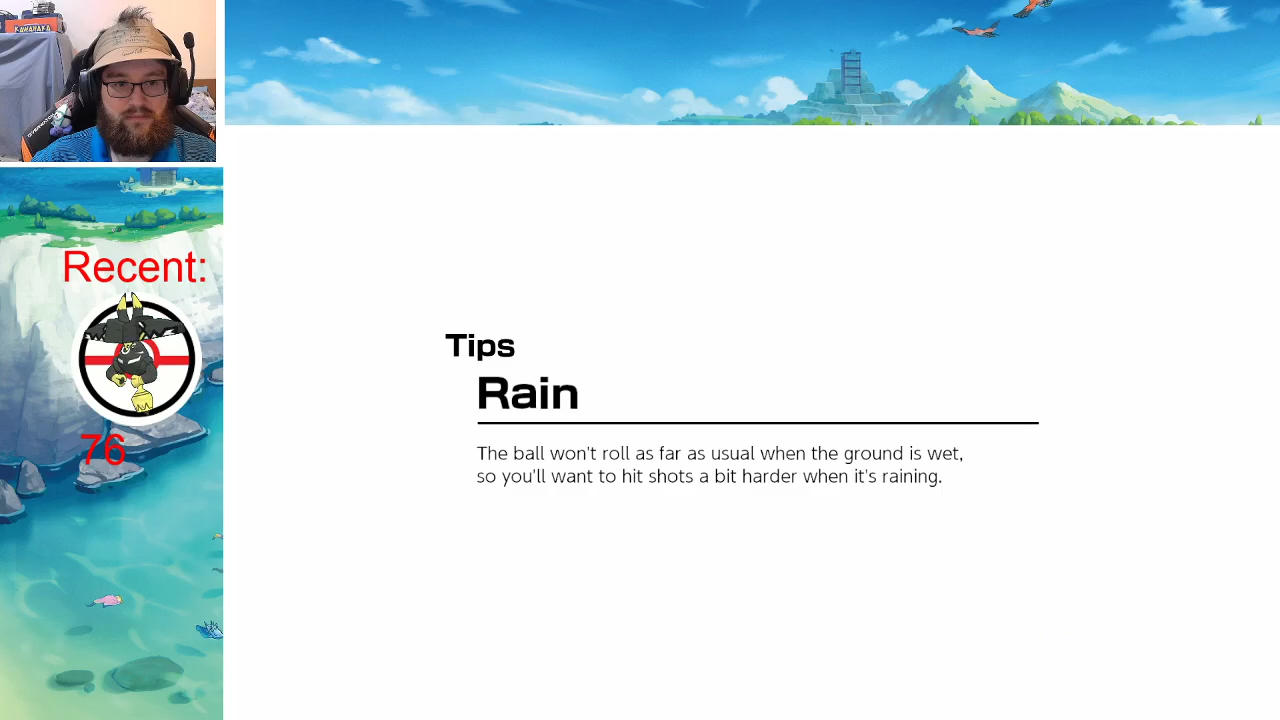 KAWAHARA
Recent:
76
Tips
Rain
The ball won't roll as far as usual when the ground is wet,
so you'll want to hit shots a bit harder when it's raining.